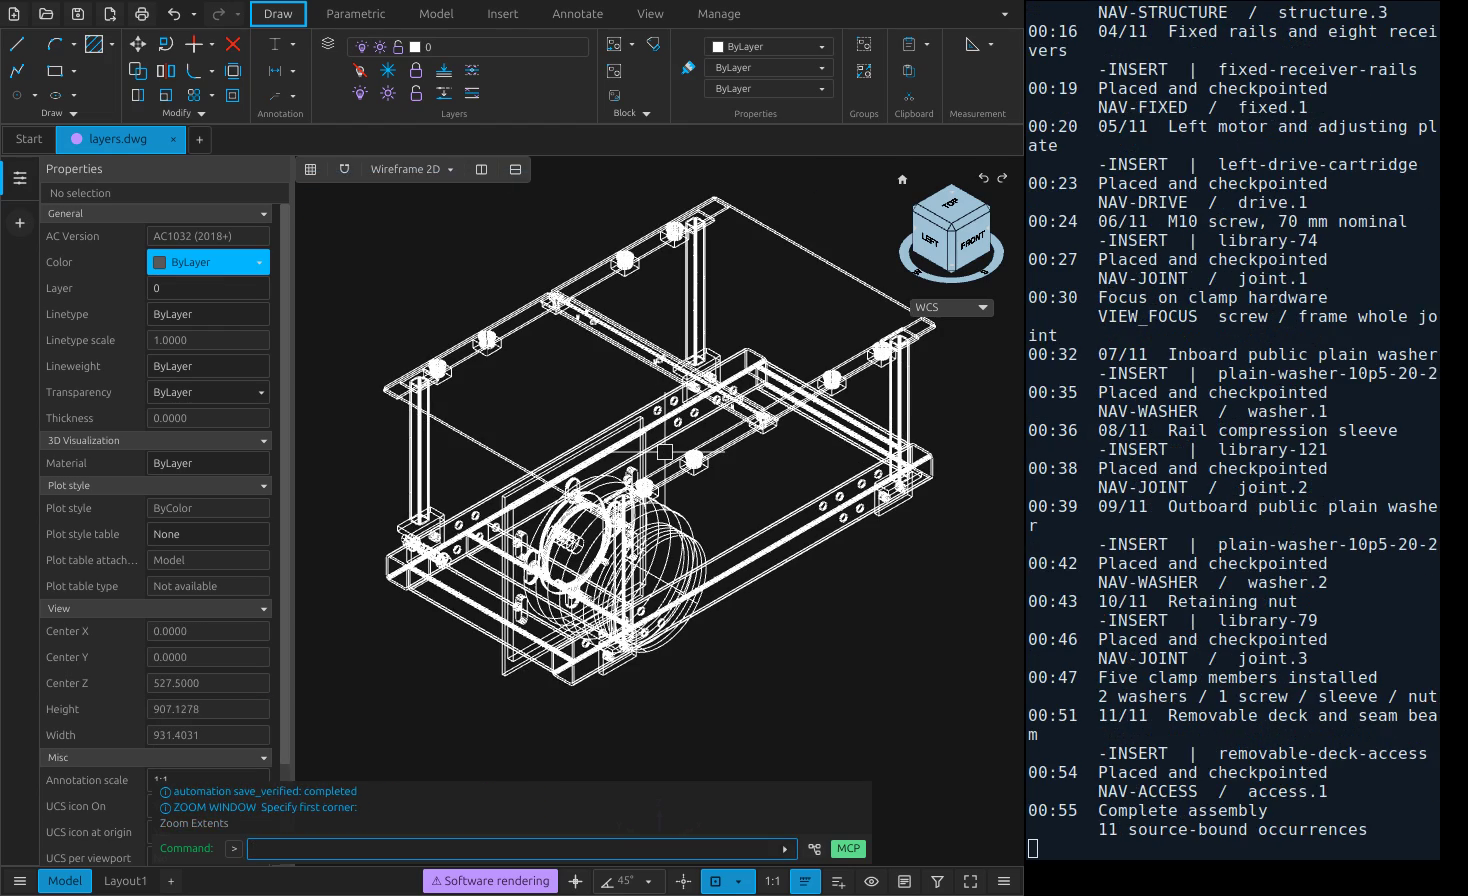 Draw Parametric Model Insert Annotate View Manage
0
ByLayer
ByLayer
ByLayer
Draw Modify Annotation Layers Block Properties Groups Clipboard Measurement
Start layers.dwg × +
Properties
No selection
General
AC Version AC1032 (2018+)
Color ByLayer
Layer 0
Linetype ByLayer
Linetype scale 1.0000
Lineweight ByLayer
Transparency ByLayer
Thickness 0.0000
3D Visualization
Material ByLayer
Plot style
Plot style ByColor
Plot style table None
Plot table attach... Model
Plot table type Not available
View
Center X 0.0000
Center Y 0.0000
Center Z 527.5000
Height 907.1278
Width 931.4031
Misc
Annotation scale 1:1
UCS icon On
UCS icon at origin
UCS per viewport
Wireframe 2D
TOP
LEFT FRONT
WCS
automation save_verified: completed
ZOOM WINDOW Specify first corner:
Zoom Extents
Command: > MCP
Model Layout1 + Software rendering 45° 1:1
NAV-STRUCTURE / structure.3
00:16 04/11 Fixed rails and eight recei
vers
-INSERT | fixed-receiver-rails
00:19 Placed and checkpointed
NAV-FIXED / fixed.1
00:20 05/11 Left motor and adjusting pl
ate
-INSERT | left-drive-cartridge
00:23 Placed and checkpointed
NAV-DRIVE / drive.1
00:24 06/11 M10 screw, 70 mm nominal
-INSERT | library-74
00:27 Placed and checkpointed
NAV-JOINT / joint.1
00:30 Focus on clamp hardware
VIEW_FOCUS screw / frame whole jo
int
00:32 07/11 Inboard public plain washer
-INSERT | plain-washer-10p5-20-2
00:35 Placed and checkpointed
NAV-WASHER / washer.1
00:36 08/11 Rail compression sleeve
-INSERT | library-121
00:38 Placed and checkpointed
NAV-JOINT / joint.2
00:39 09/11 Outboard public plain washe
r
-INSERT | plain-washer-10p5-20-2
00:42 Placed and checkpointed
NAV-WASHER / washer.2
00:43 10/11 Retaining nut
-INSERT | library-79
00:46 Placed and checkpointed
NAV-JOINT / joint.3
00:47 Five clamp members installed
2 washers / 1 screw / sleeve / nut
00:51 11/11 Removable deck and seam bea
m
-INSERT | removable-deck-access
00:54 Placed and checkpointed
NAV-ACCESS / access.1
00:55 Complete assembly
11 source-bound occurrences